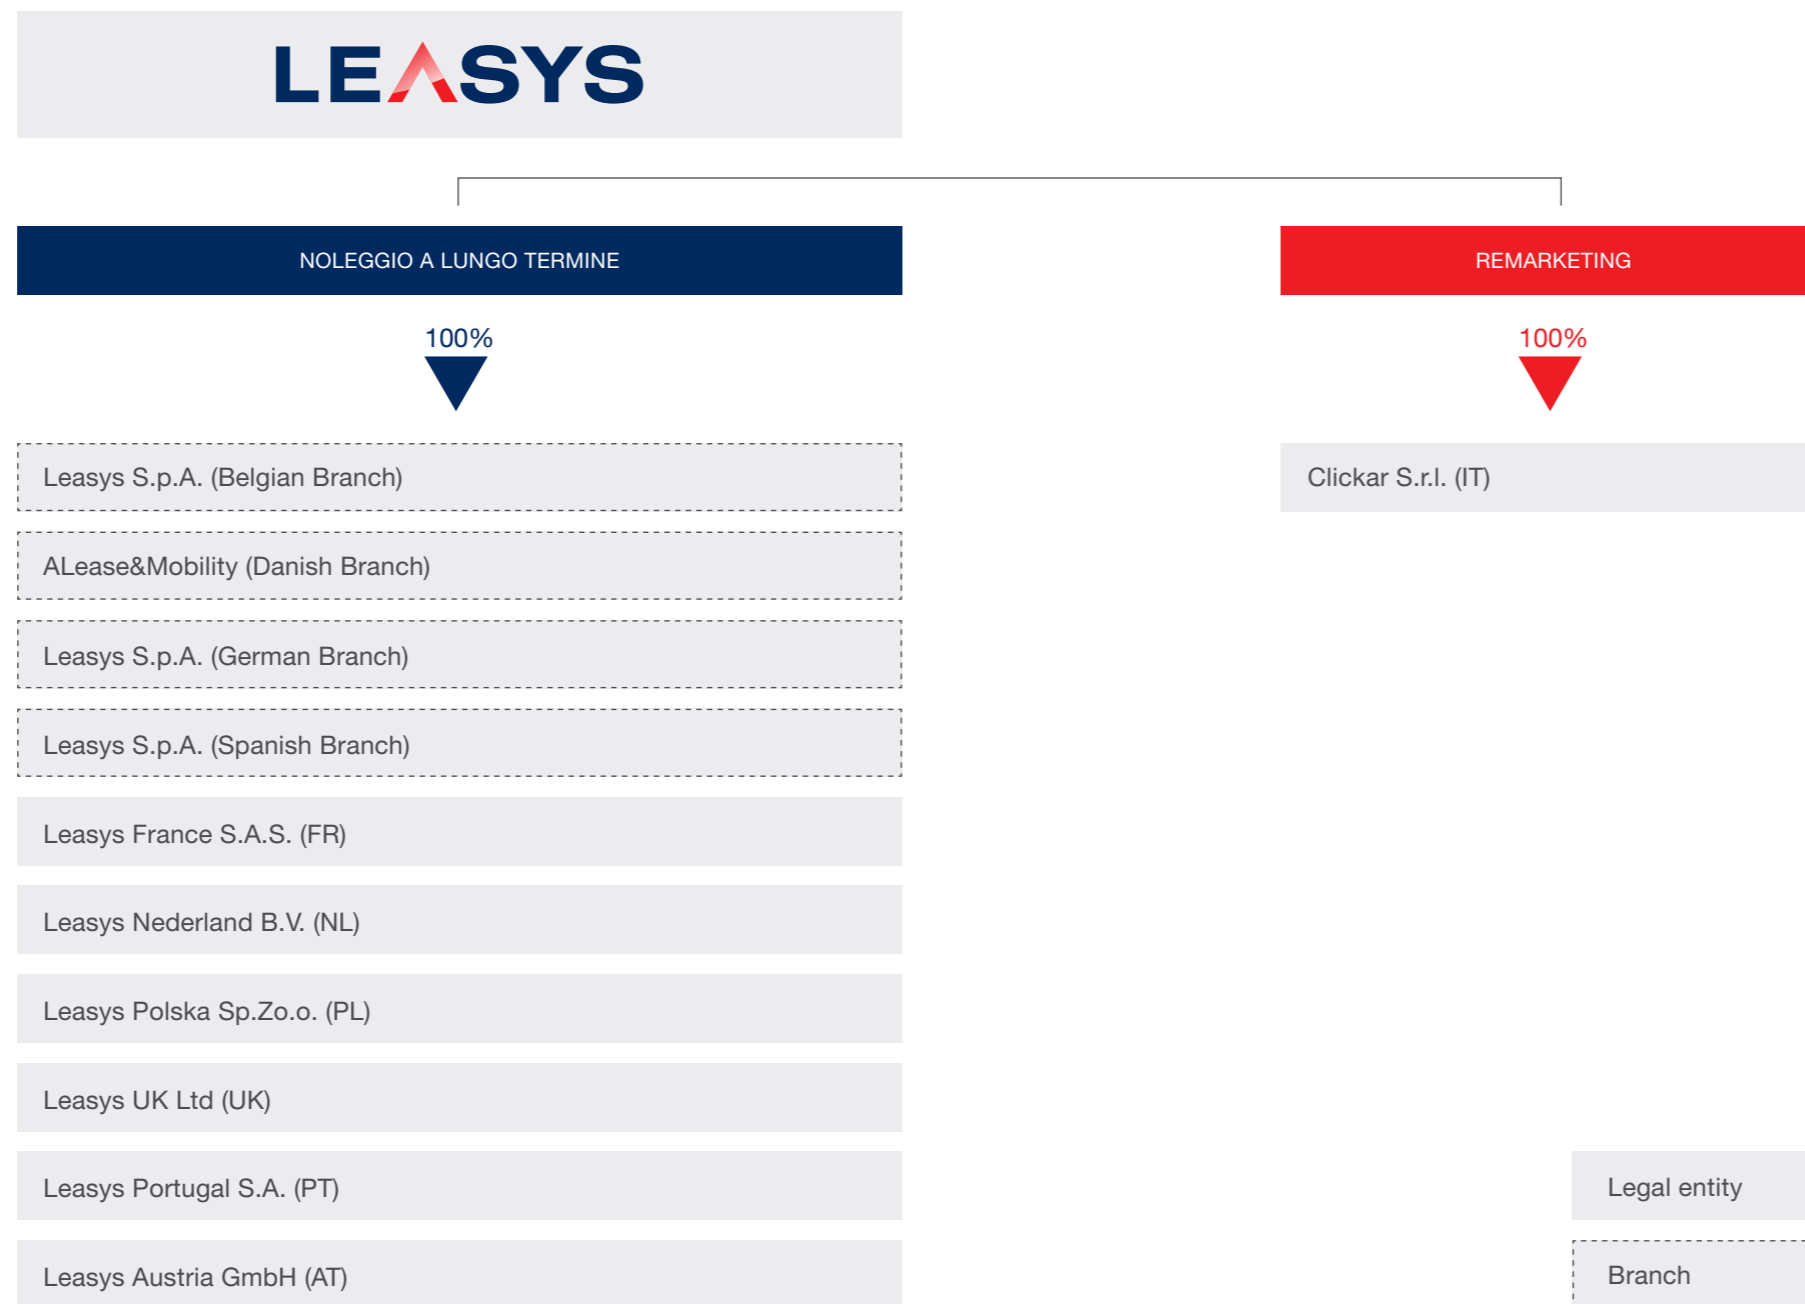 LEASYS
NOLEGGIO A LUNGO TERMINE
100%
Leasys S.p.A. (Belgian Branch)
ALease&Mobility (Danish Branch)
Leasys S.p.A. (German Branch)
Leasys S.p.A. (Spanish Branch)
Leasys France S.A.S. (FR)
Leasys Nederland B.V. (NL)
Leasys Polska Sp.Zo.o. (PL)
Leasys UK Ltd (UK)
Leasys Portugal S.A. (PT)
Leasys Austria GmbH (AT)
REMARKETING
100%
Clickar S.r.l. (IT)
Legal entity
Branch